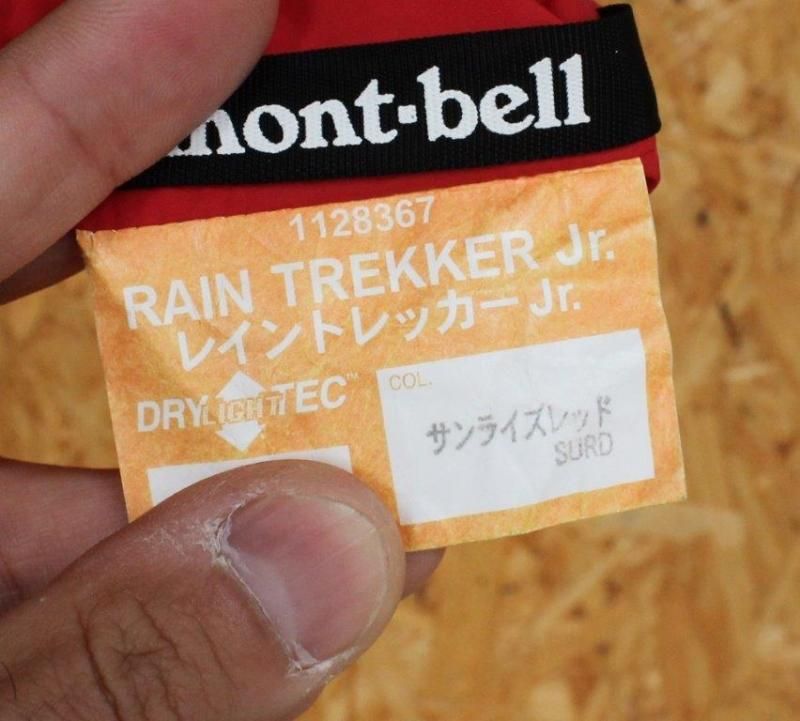 mont-bell
1128367
RAIN TREKKER Jr.
レイントレッカー Jr.
DRY LIGHT TEC™
COL.
サンライズレッド
SURD